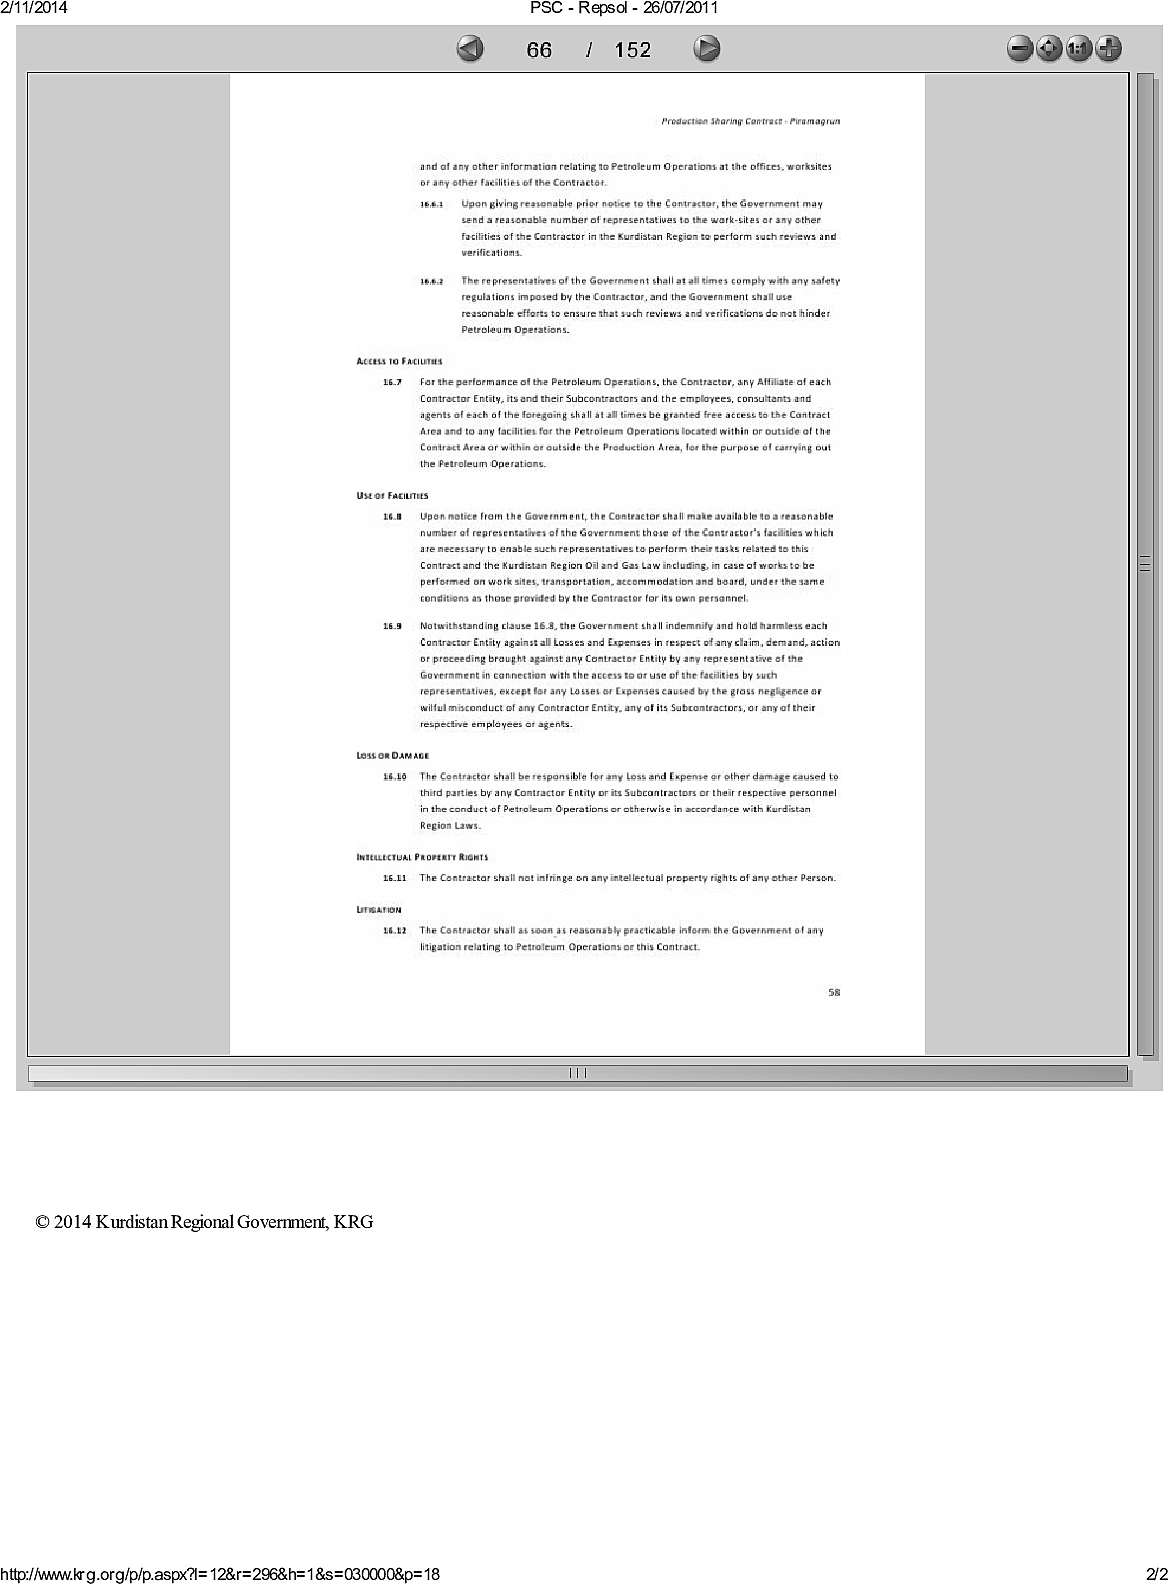 2/11/2014
PSC - Repsol - 26/07/2011
66 / 152
1:1
Production Sharing Contract - Piramagrun
and of any other information relating to Petroleum Operations at the offices, worksites
or any other facilities of the Contractor.
16.6.1 Upon giving reasonable prior notice to the Contractor, the Government may
send a reasonable number of representatives to the work-sites or any other
facilities of the Contractor in the Kurdistan Region to perform such reviews and
verifications.
16.6.2 The representatives of the Government shall at all times comply with any safety
regulations imposed by the Contractor, and the Government shall use
reasonable efforts to ensure that such reviews and verifications do not hinder
Petroleum Operations.
ACCESS TO FACILITIES
16.7 For the performance of the Petroleum Operations, the Contractor, any Affiliate of each
Contractor Entity, its and their Subcontractors and the employees, consultants and
agents of each of the foregoing shall at all times be granted free access to the Contract
Area and to any facilities for the Petroleum Operations located within or outside of the
Contract Area or within or outside the Production Area, for the purpose of carrying out
the Petroleum Operations.
USE OF FACILITIES
16.8 Upon notice from the Government, the Contractor shall make available to a reasonable
number of representatives of the Government those of the Contractor's facilities which
are necessary to enable such representatives to perform their tasks related to this
Contract and the Kurdistan Region Oil and Gas Law including, in case of works to be
performed on work sites, transportation, accommodation and board, under the same
conditions as those provided by the Contractor for its own personnel.
16.9 Notwithstanding clause 16.8, the Government shall indemnify and hold harmless each
Contractor Entity against all Losses and Expenses in respect of any claim, demand, action
or proceeding brought against any Contractor Entity by any representative of the
Government in connection with the access to or use of the facilities by such
representatives, except for any Losses or Expenses caused by the gross negligence or
wilful misconduct of any Contractor Entity, any of its Subcontractors, or any of their
respective employees or agents.
LOSS OR DAMAGE
16.10 The Contractor shall be responsible for any Loss and Expense or other damage caused to
third parties by any Contractor Entity or its Subcontractors or their respective personnel
in the conduct of Petroleum Operations or otherwise in accordance with Kurdistan
Region Laws.
INTELLECTUAL PROPERTY RIGHTS
16.11 The Contractor shall not infringe on any intellectual property rights of any other Person.
LITIGATION
16.12 The Contractor shall as soon as reasonably practicable inform the Government of any
litigation relating to Petroleum Operations or this Contract.
58
© 2014 Kurdistan Regional Government, KRG
http://www.krg.org/p/p.aspx?l=12&r=296&h=1&s=030000&p=18
2/2